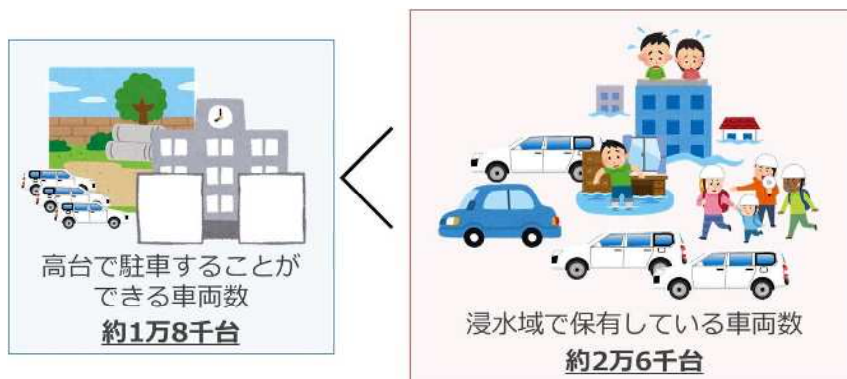 高台で駐車することが
できる車両数
約1万8千台
浸水域で保有している車両数
約2万6千台